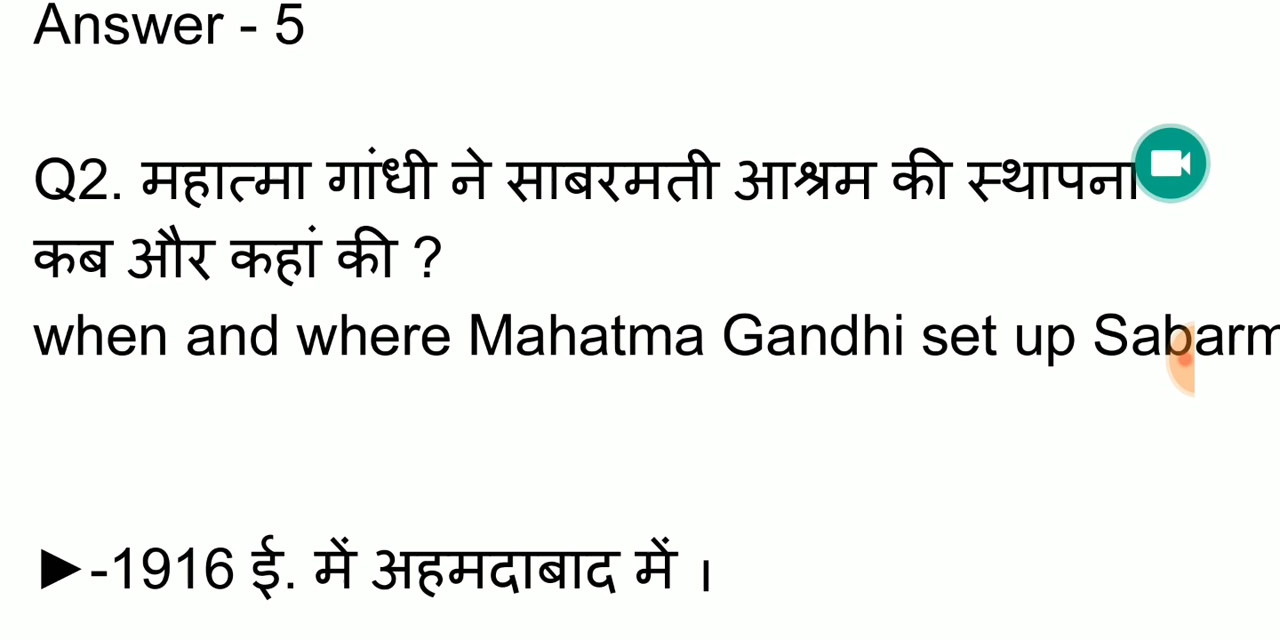 Answer - 5
Q2. महात्मा गांधी ने साबरमती आश्रम की स्थापना
कब और कहां की ?
when and where Mahatma Gandhi set up Sabarm
►-1916 ई. में अहमदाबाद में ।